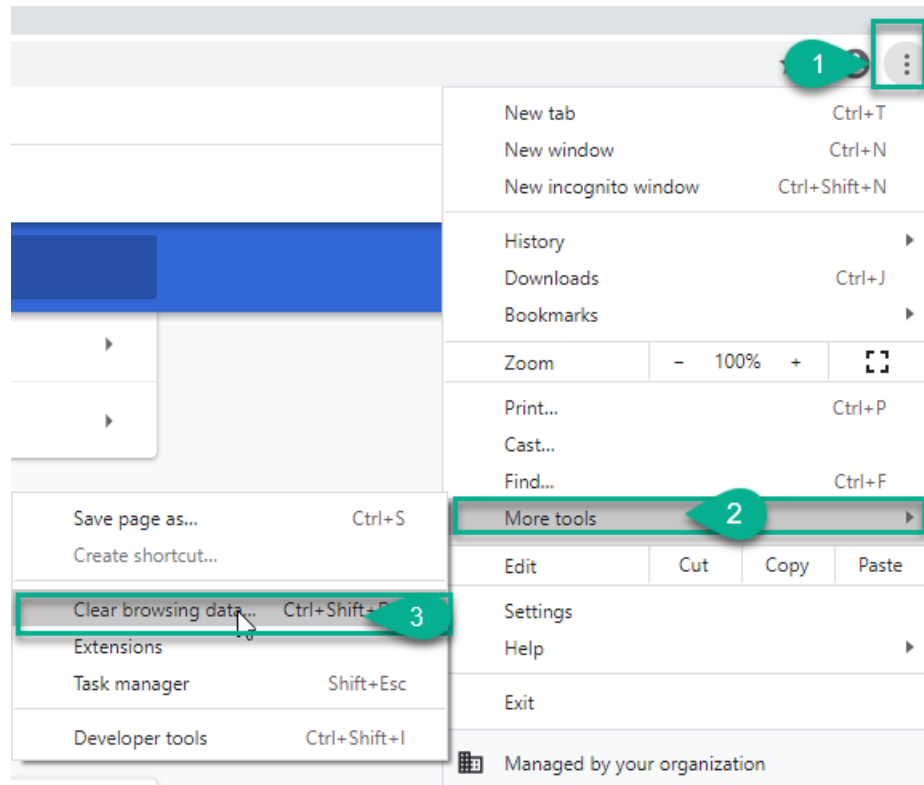 1
New tab Ctrl+T
New window Ctrl+N
New incognito window Ctrl+Shift+N
History
Downloads Ctrl+J
Bookmarks
Zoom - 100% +
Print... Ctrl+P
Cast...
Find... Ctrl+F
More tools 2
Edit Cut Copy Paste
Settings
Help
Exit
Managed by your organization
Save page as... Ctrl+S
Create shortcut...
Clear browsing data... Ctrl+Shift+ 3
Extensions
Task manager Shift+Esc
Developer tools Ctrl+Shift+I